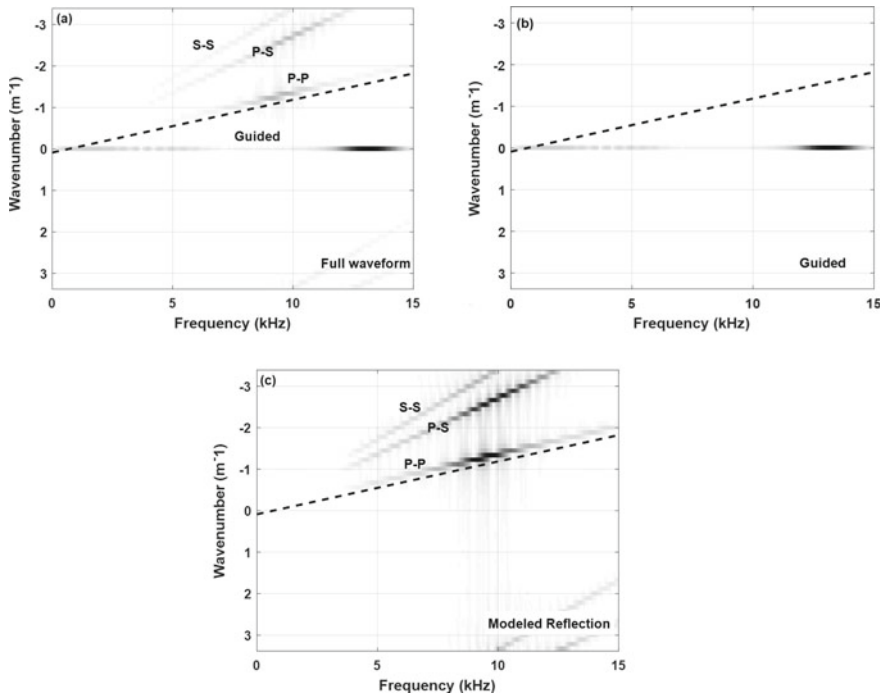 (a)
S-S
P-S
P-P
Guided
Full waveform
-3
-2
-1
0
1
2
3
Wavenumber (m^-1)
0 5 10 15
Frequency (kHz)
(b)
Guided
-3
-2
-1
0
1
2
3
Wavenumber (m^-1)
0 5 10 15
Frequency (kHz)
(c)
S-S
P-S
P-P
Modeled Reflection
-3
-2
-1
0
1
2
3
Wavenumber (m^-1)
0 5 10 15
Frequency (kHz)